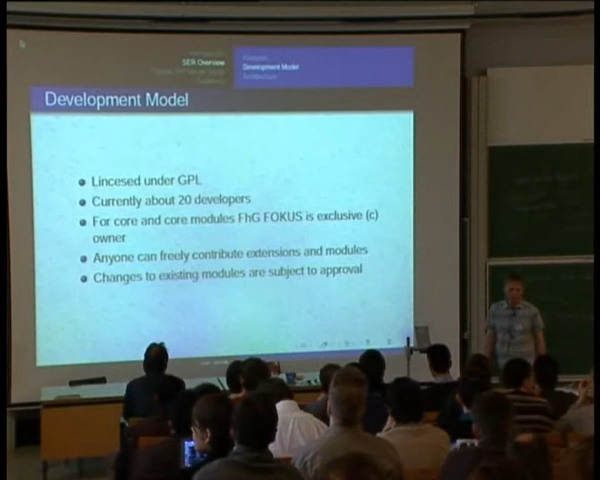 SER Overview
Development Model
Development Model
Lincesed under GPL
Currently about 20 developers
For core and core modules FhG FOKUS is exclusive (c)
owner
Anyone can freely contribute extensions and modules
Changes to existing modules are subject to approval